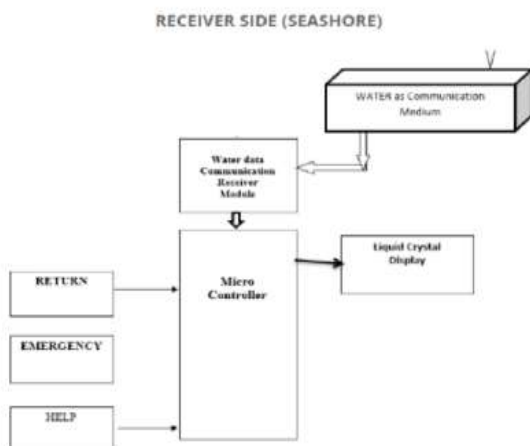 RECEIVER SIDE (SEASHORE)
WATER as Communication
Medium
Water data
Communication
Receiver
Module
Micro
Controller
Liquid Crystal
Display
RETURN
EMERGENCY
HELP